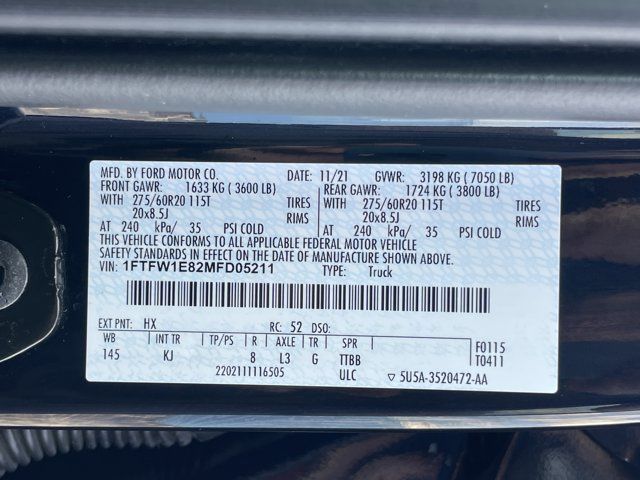 MFD. BY FORD MOTOR CO. DATE: 11/21 GVWR: 3198 KG ( 7050 LB)
FRONT GAWR: 1633 KG ( 3600 LB) REAR GAWR: 1724 KG ( 3800 LB)
WITH 275/60R20 115T TIRES WITH 275/60R20 115T TIRES
20x8.5J RIMS 20x8.5J RIMS
AT 240 kPa/ 35 PSI COLD AT 240 kPa/ 35 PSI COLD
THIS VEHICLE CONFORMS TO ALL APPLICABLE FEDERAL MOTOR VEHICLE
SAFETY STANDARDS IN EFFECT ON THE DATE OF MANUFACTURE SHOWN ABOVE.
VIN: 1FTFW1E82MFD05211 TYPE: Truck
EXT PNT: HX RC: 52 DSO:
WB INT TR TP/PS R AXLE TR SPR F0115
145 KJ 8 L3 G TTBB T0411
2202111116505 ULC ▽ 5U5A-3520472-AA